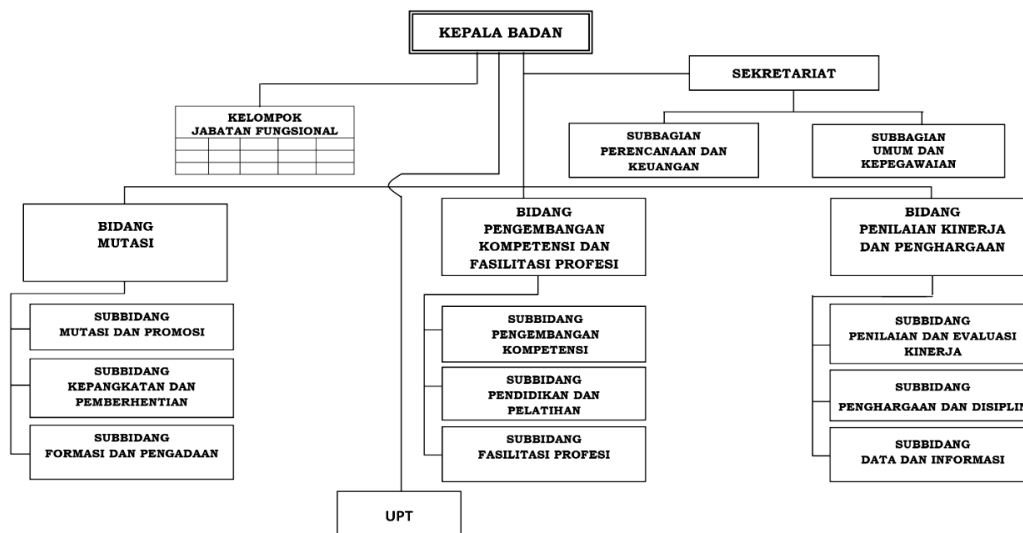 KEPALA BADAN
SEKRETARIAT
KELOMPOK
JABATAN FUNGSIONAL
SUBBAGIAN
PERENCANAAN DAN
KEUANGAN
SUBBAGIAN
UMUM DAN
KEPEGAWAIAN
BIDANG
MUTASI
BIDANG
PENGEMBANGAN
KOMPETENSI DAN
FASILITASI PROFESI
BIDANG
PENILAIAN KINERJA
DAN PENGHARGAAN
SUBBIDANG
MUTASI DAN PROMOSI
SUBBIDANG
KEPANGKATAN DAN
PEMBERHENTIAN
SUBBIDANG
FORMASI DAN PENGADAAN
SUBBIDANG
PENGEMBANGAN
KOMPETENSI
SUBBIDANG
PENDIDIKAN DAN
PELATIHAN
SUBBIDANG
FASILITASI PROFESI
SUBBIDANG
PENILAIAN DAN EVALUASI
KINERJA
SUBBIDANG
PENGHARGAAN DAN DISIPLIN
SUBBIDANG
DATA DAN INFORMASI
UPT